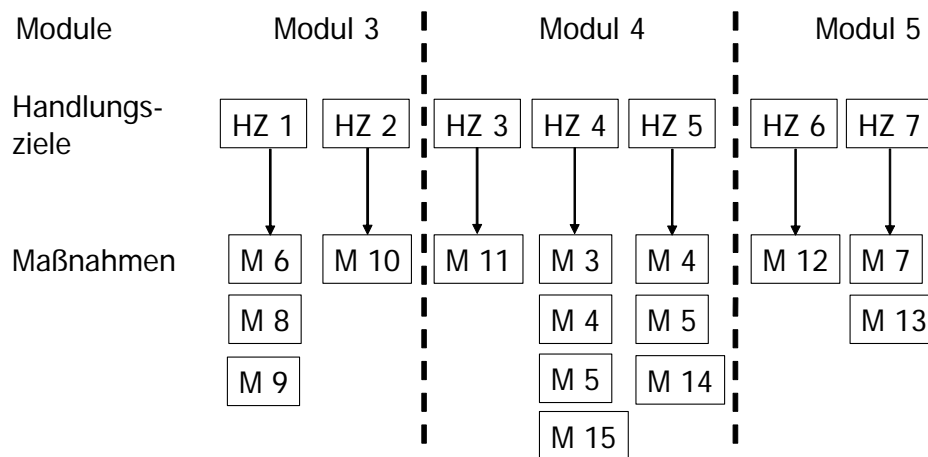 Module Modul 3 Modul 4 Modul 5
Handlungs-
ziele
HZ 1 HZ 2 HZ 3 HZ 4 HZ 5 HZ 6 HZ 7
Maßnahmen M 6 M 10 M 11 M 3 M 4 M 12 M 7
M 8 M 4 M 5 M 13
M 9 M 5 M 14
M 15